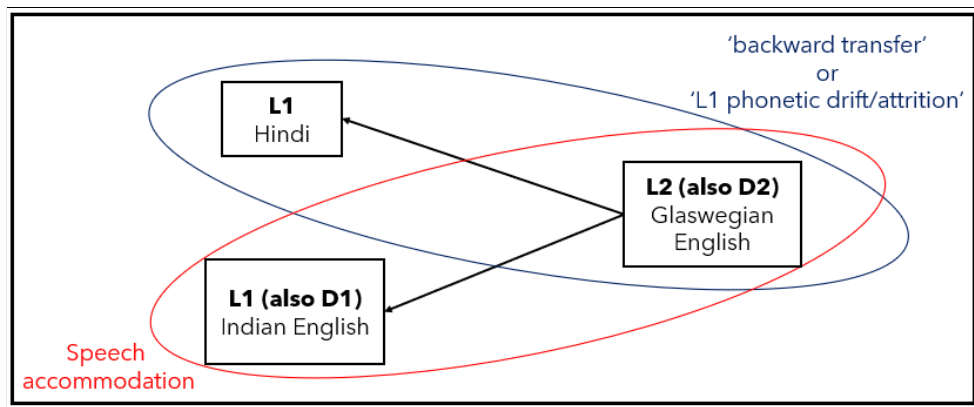 ‘backward transfer’
or
‘L1 phonetic drift/attrition’
L1
Hindi
L2 (also D2)
Glaswegian
English
L1 (also D1)
Indian English
Speech
accommodation